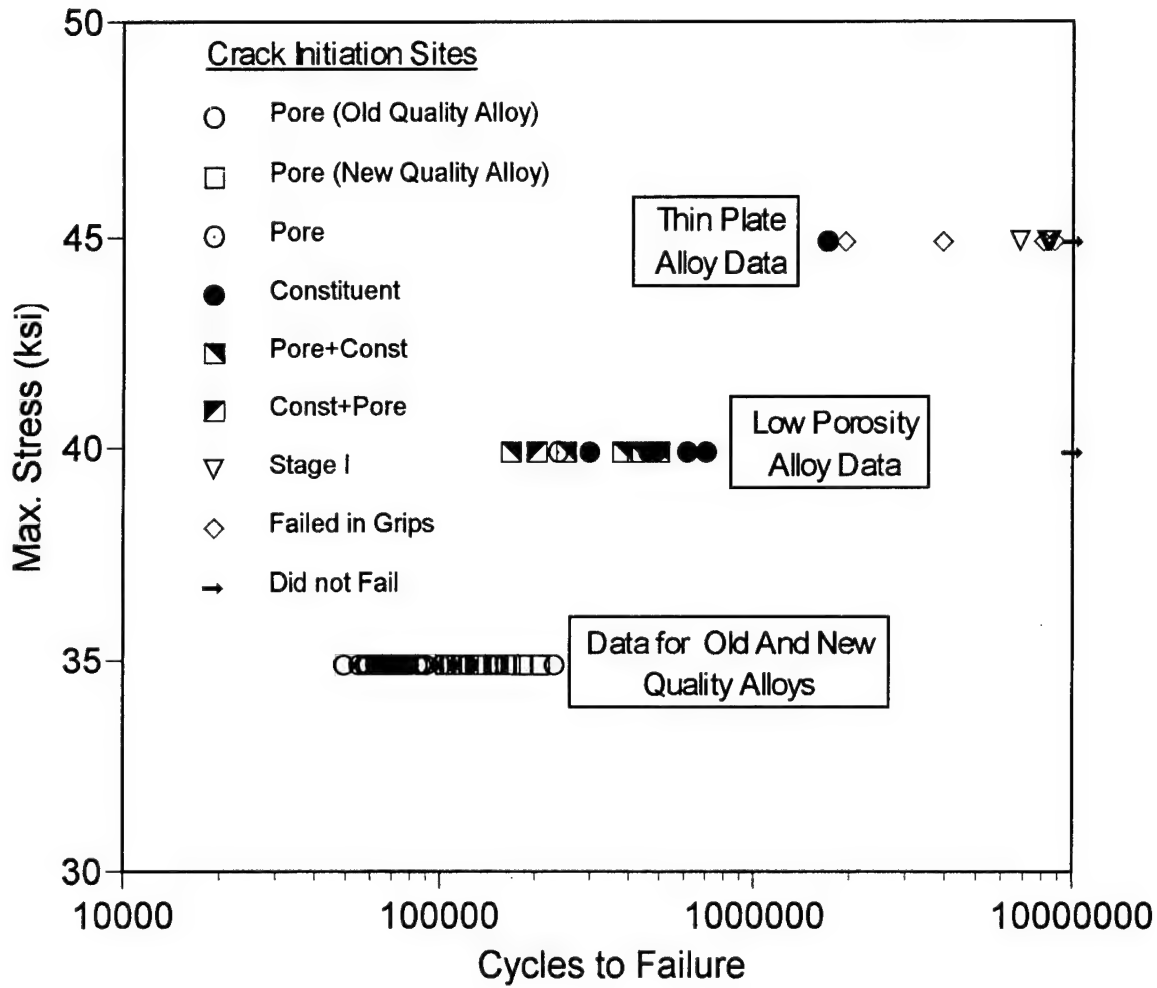 50
Crack Initiation Sites
Pore (Old Quality Alloy)
Pore (New Quality Alloy)
Pore
Constituent
Pore+Const
Const+Pore
Stage I
Failed in Grips
Did not Fail
Thin Plate
Alloy Data
45
Low Porosity
Alloy Data
40
Data for Old And New
Quality Alloys
35
30
Max. Stress (ksi)
10000
100000
1000000
10000000
Cycles to Failure